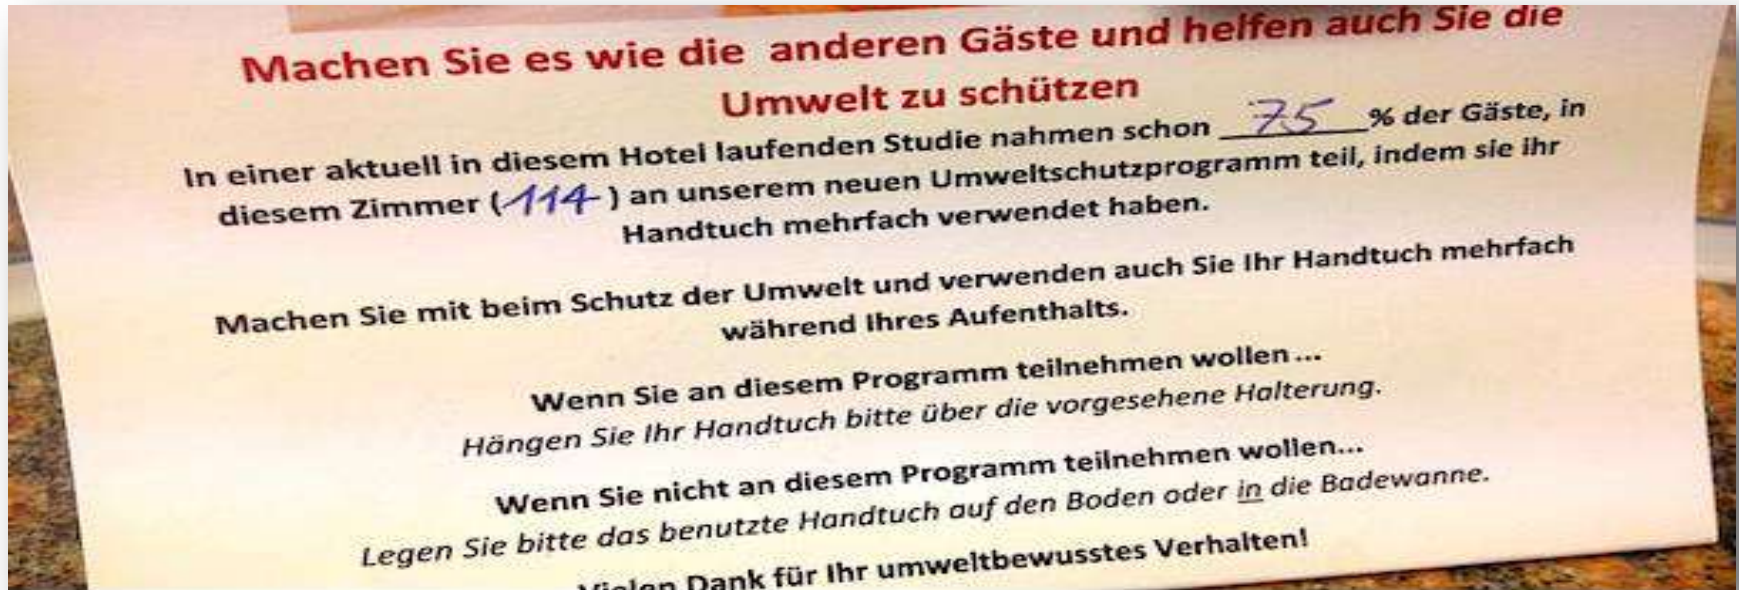 Machen Sie es wie die anderen Gäste und helfen auch Sie die
Umwelt zu schützen
In einer aktuell in diesem Hotel laufenden Studie nahmen schon 75 % der Gäste, in
diesem Zimmer (114) an unserem neuen Umweltschutzprogramm teil, indem sie ihr
Handtuch mehrfach verwendet haben.
Machen Sie mit beim Schutz der Umwelt und verwenden auch Sie Ihr Handtuch mehrfach
während Ihres Aufenthalts.
Wenn Sie an diesem Programm teilnehmen wollen ...
Hängen Sie Ihr Handtuch bitte über die vorgesehene Halterung.
Wenn Sie nicht an diesem Programm teilnehmen wollen...
Legen Sie bitte das benutzte Handtuch auf den Boden oder in die Badewanne.
Vielen Dank für Ihr umweltbewusstes Verhalten!